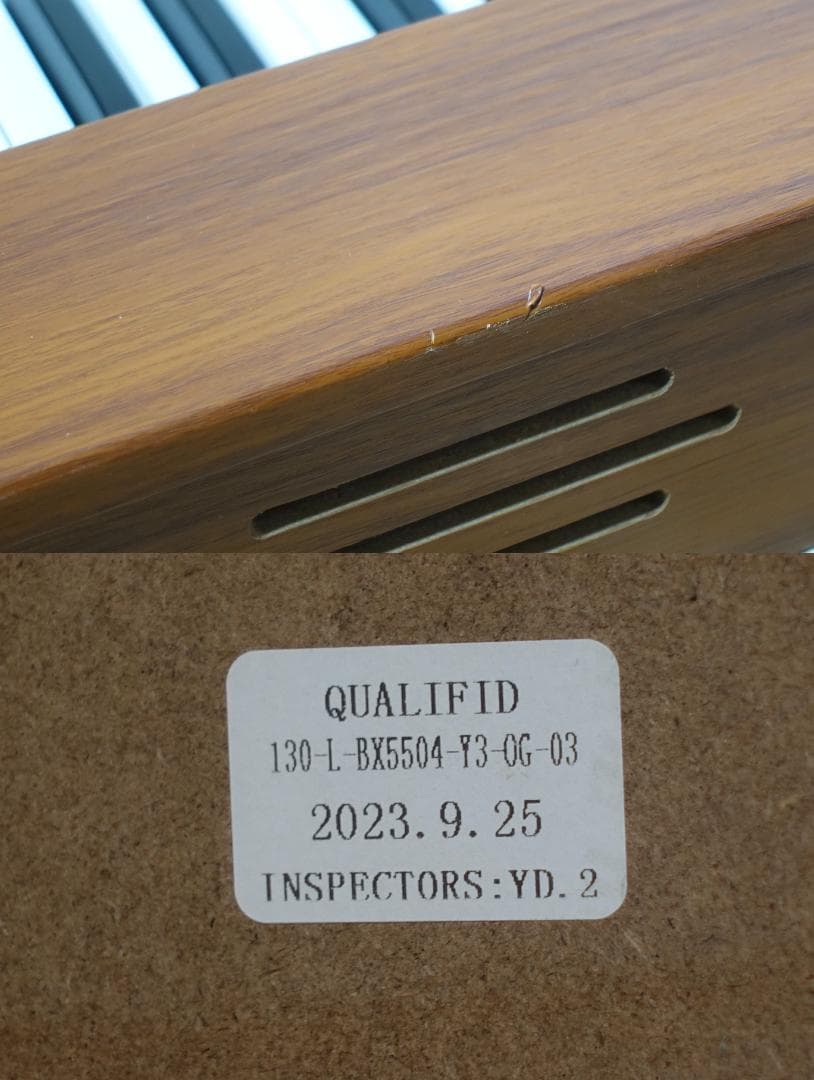 QUALIFID
130-L-BX5504-Y3-OG-03
2023.9.25
INSPECTORS:YD.2